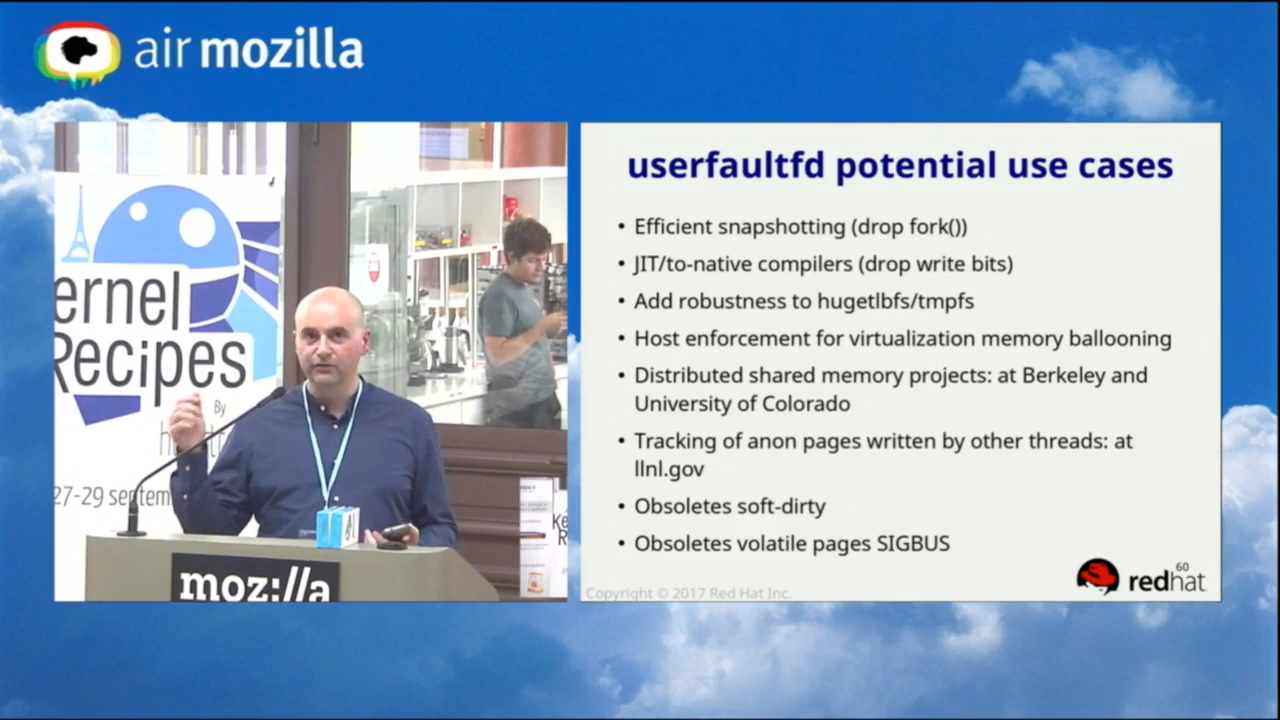 air mozilla
ernel
Recipes
By
27-29 septem
moz://a
userfaultfd potential use cases
• Efficient snapshotting (drop fork())
• JIT/to-native compilers (drop write bits)
• Add robustness to hugetlbfs/tmpfs
• Host enforcement for virtualization memory ballooning
• Distributed shared memory projects: at Berkeley and
University of Colorado
• Tracking of anon pages written by other threads: at
llnl.gov
• Obsoletes soft-dirty
• Obsoletes volatile pages SIGBUS
60
redhat
Copyright © 2017 Red Hat Inc.